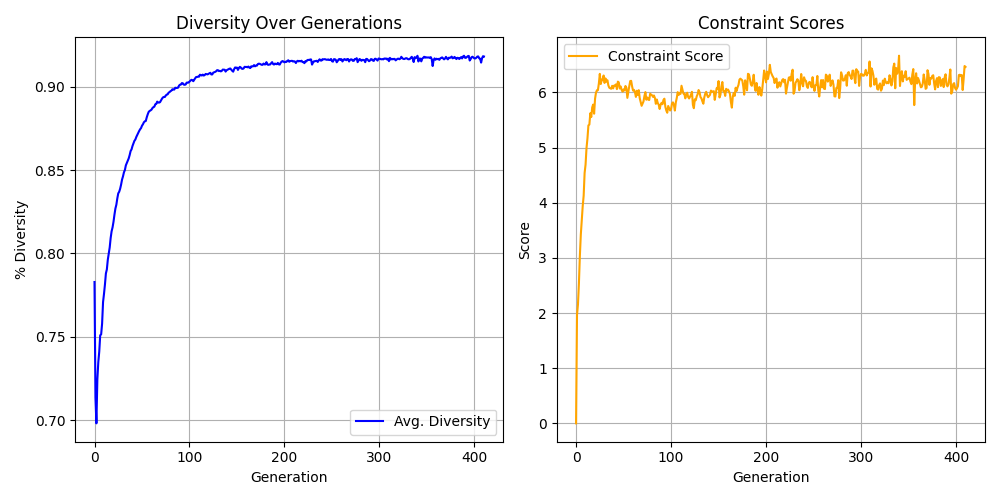 Diversity Over Generations
% Diversity
0.90
0.85
0.80
0.75
0.70
Avg. Diversity
0
100
200
300
400
Generation
Constraint Scores
Score
6
5
4
3
2
1
0
Constraint Score
0
100
200
300
400
Generation